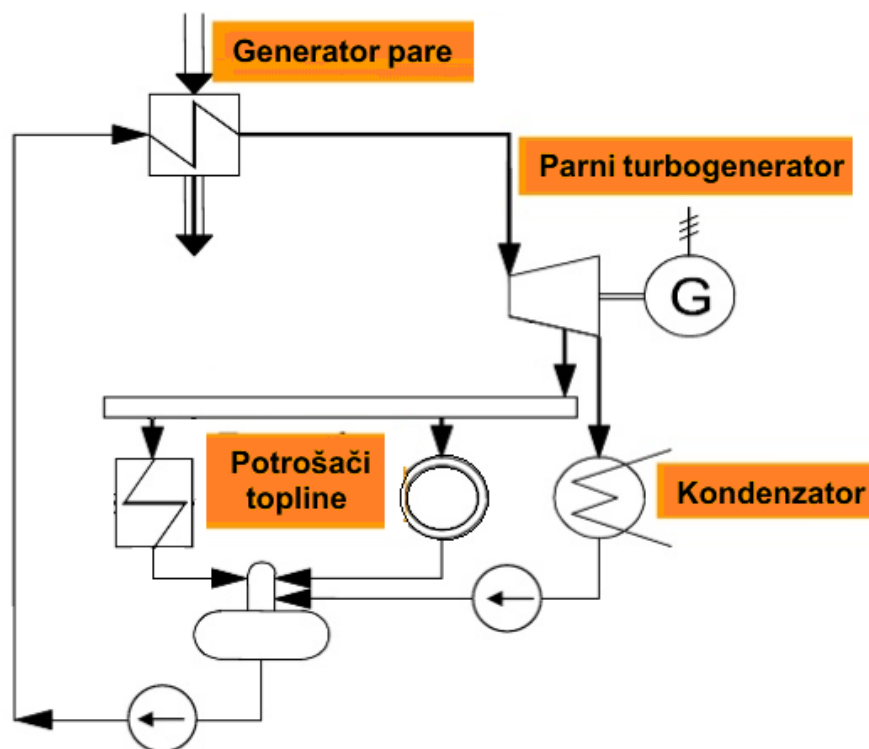 Generator pare
Parni turbogenerator
G
Potrošači
topline
Kondenzator